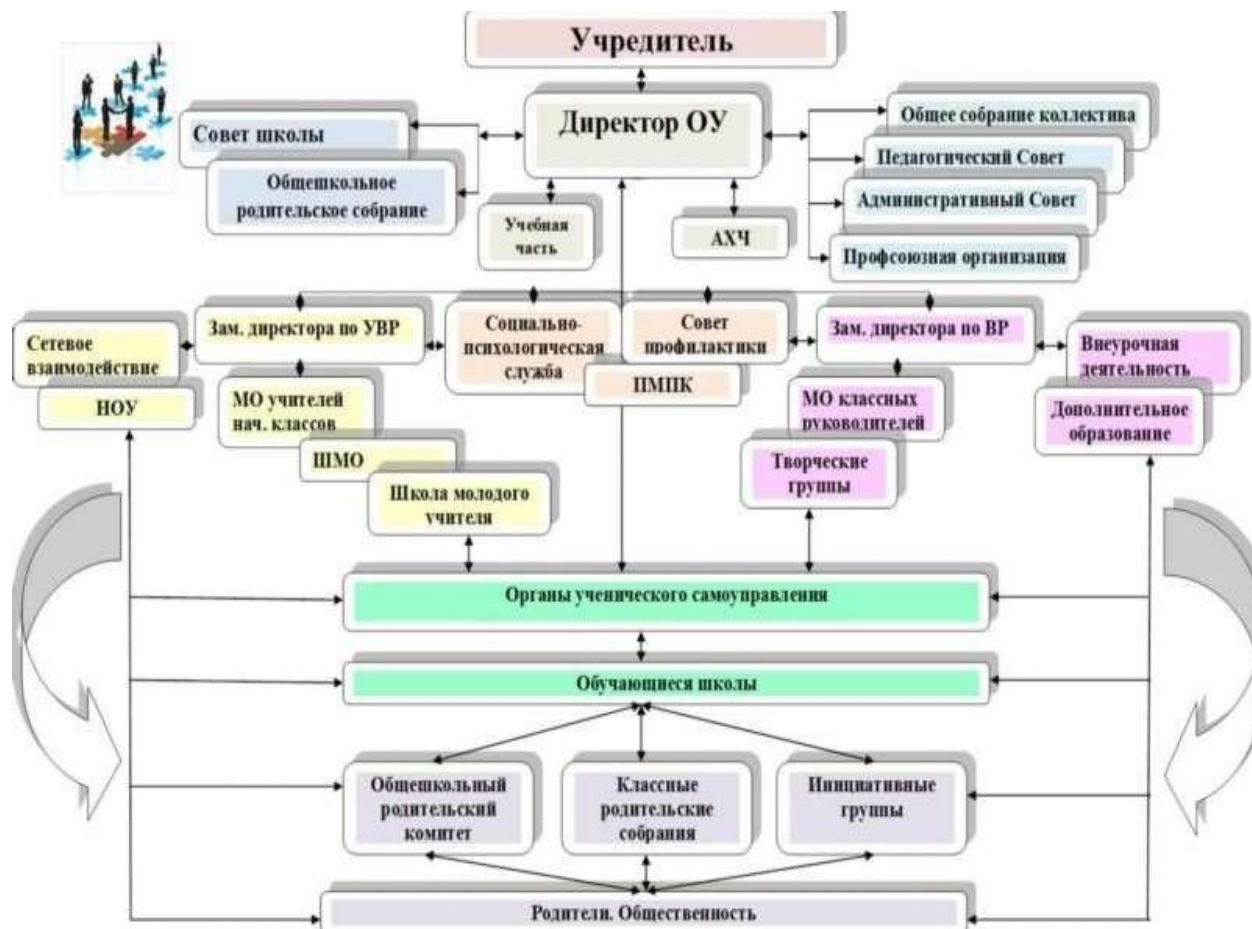 Учредитель
Директор ОУ
Совет школы
Общешкольное
родительское собрание
Общее собрание коллектива
Педагогический Совет
Административный Совет
Профсоюзная организация
Учебная
часть
АХЧ
Сетевое
взаимодействие
НОУ
Зам. директора по УВР
МО учителей
нач. классов
ШМО
Школа молодого
учителя
Социально-
психологическая
служба
Совет
профилактики
ПМПК
Зам. директора по ВР
МО классных
руководителей
Творческие
группы
Внеурочная
деятельность
Дополнительное
образование
Органы ученического самоуправления
Обучающиеся школы
Общешкольный
родительский
комитет
Классные
родительские
собрания
Инициативные
группы
Родители. Общественность